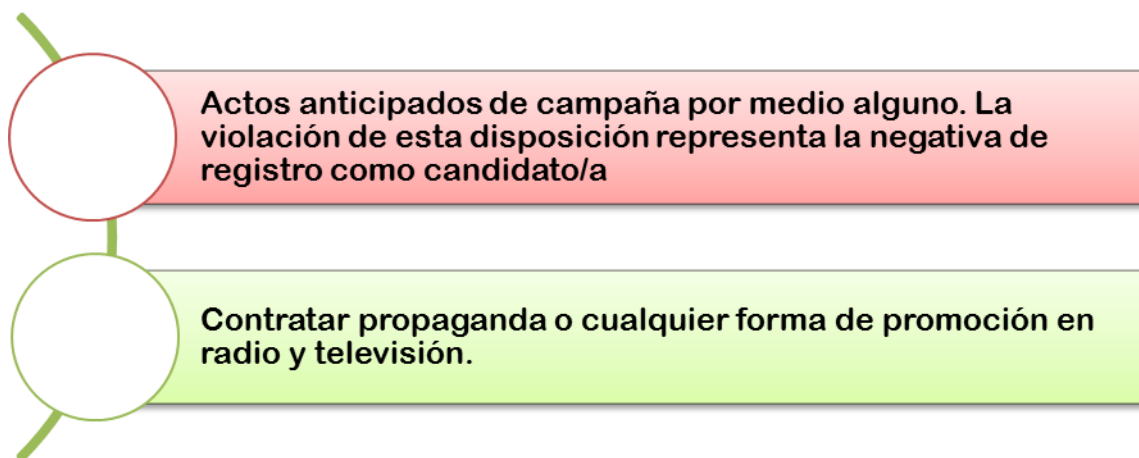 Actos anticipados de campaña por medio alguno. La
violación de esta disposición representa la negativa de
registro como candidato/a
Contratar propaganda o cualquier forma de promoción en
radio y televisión.